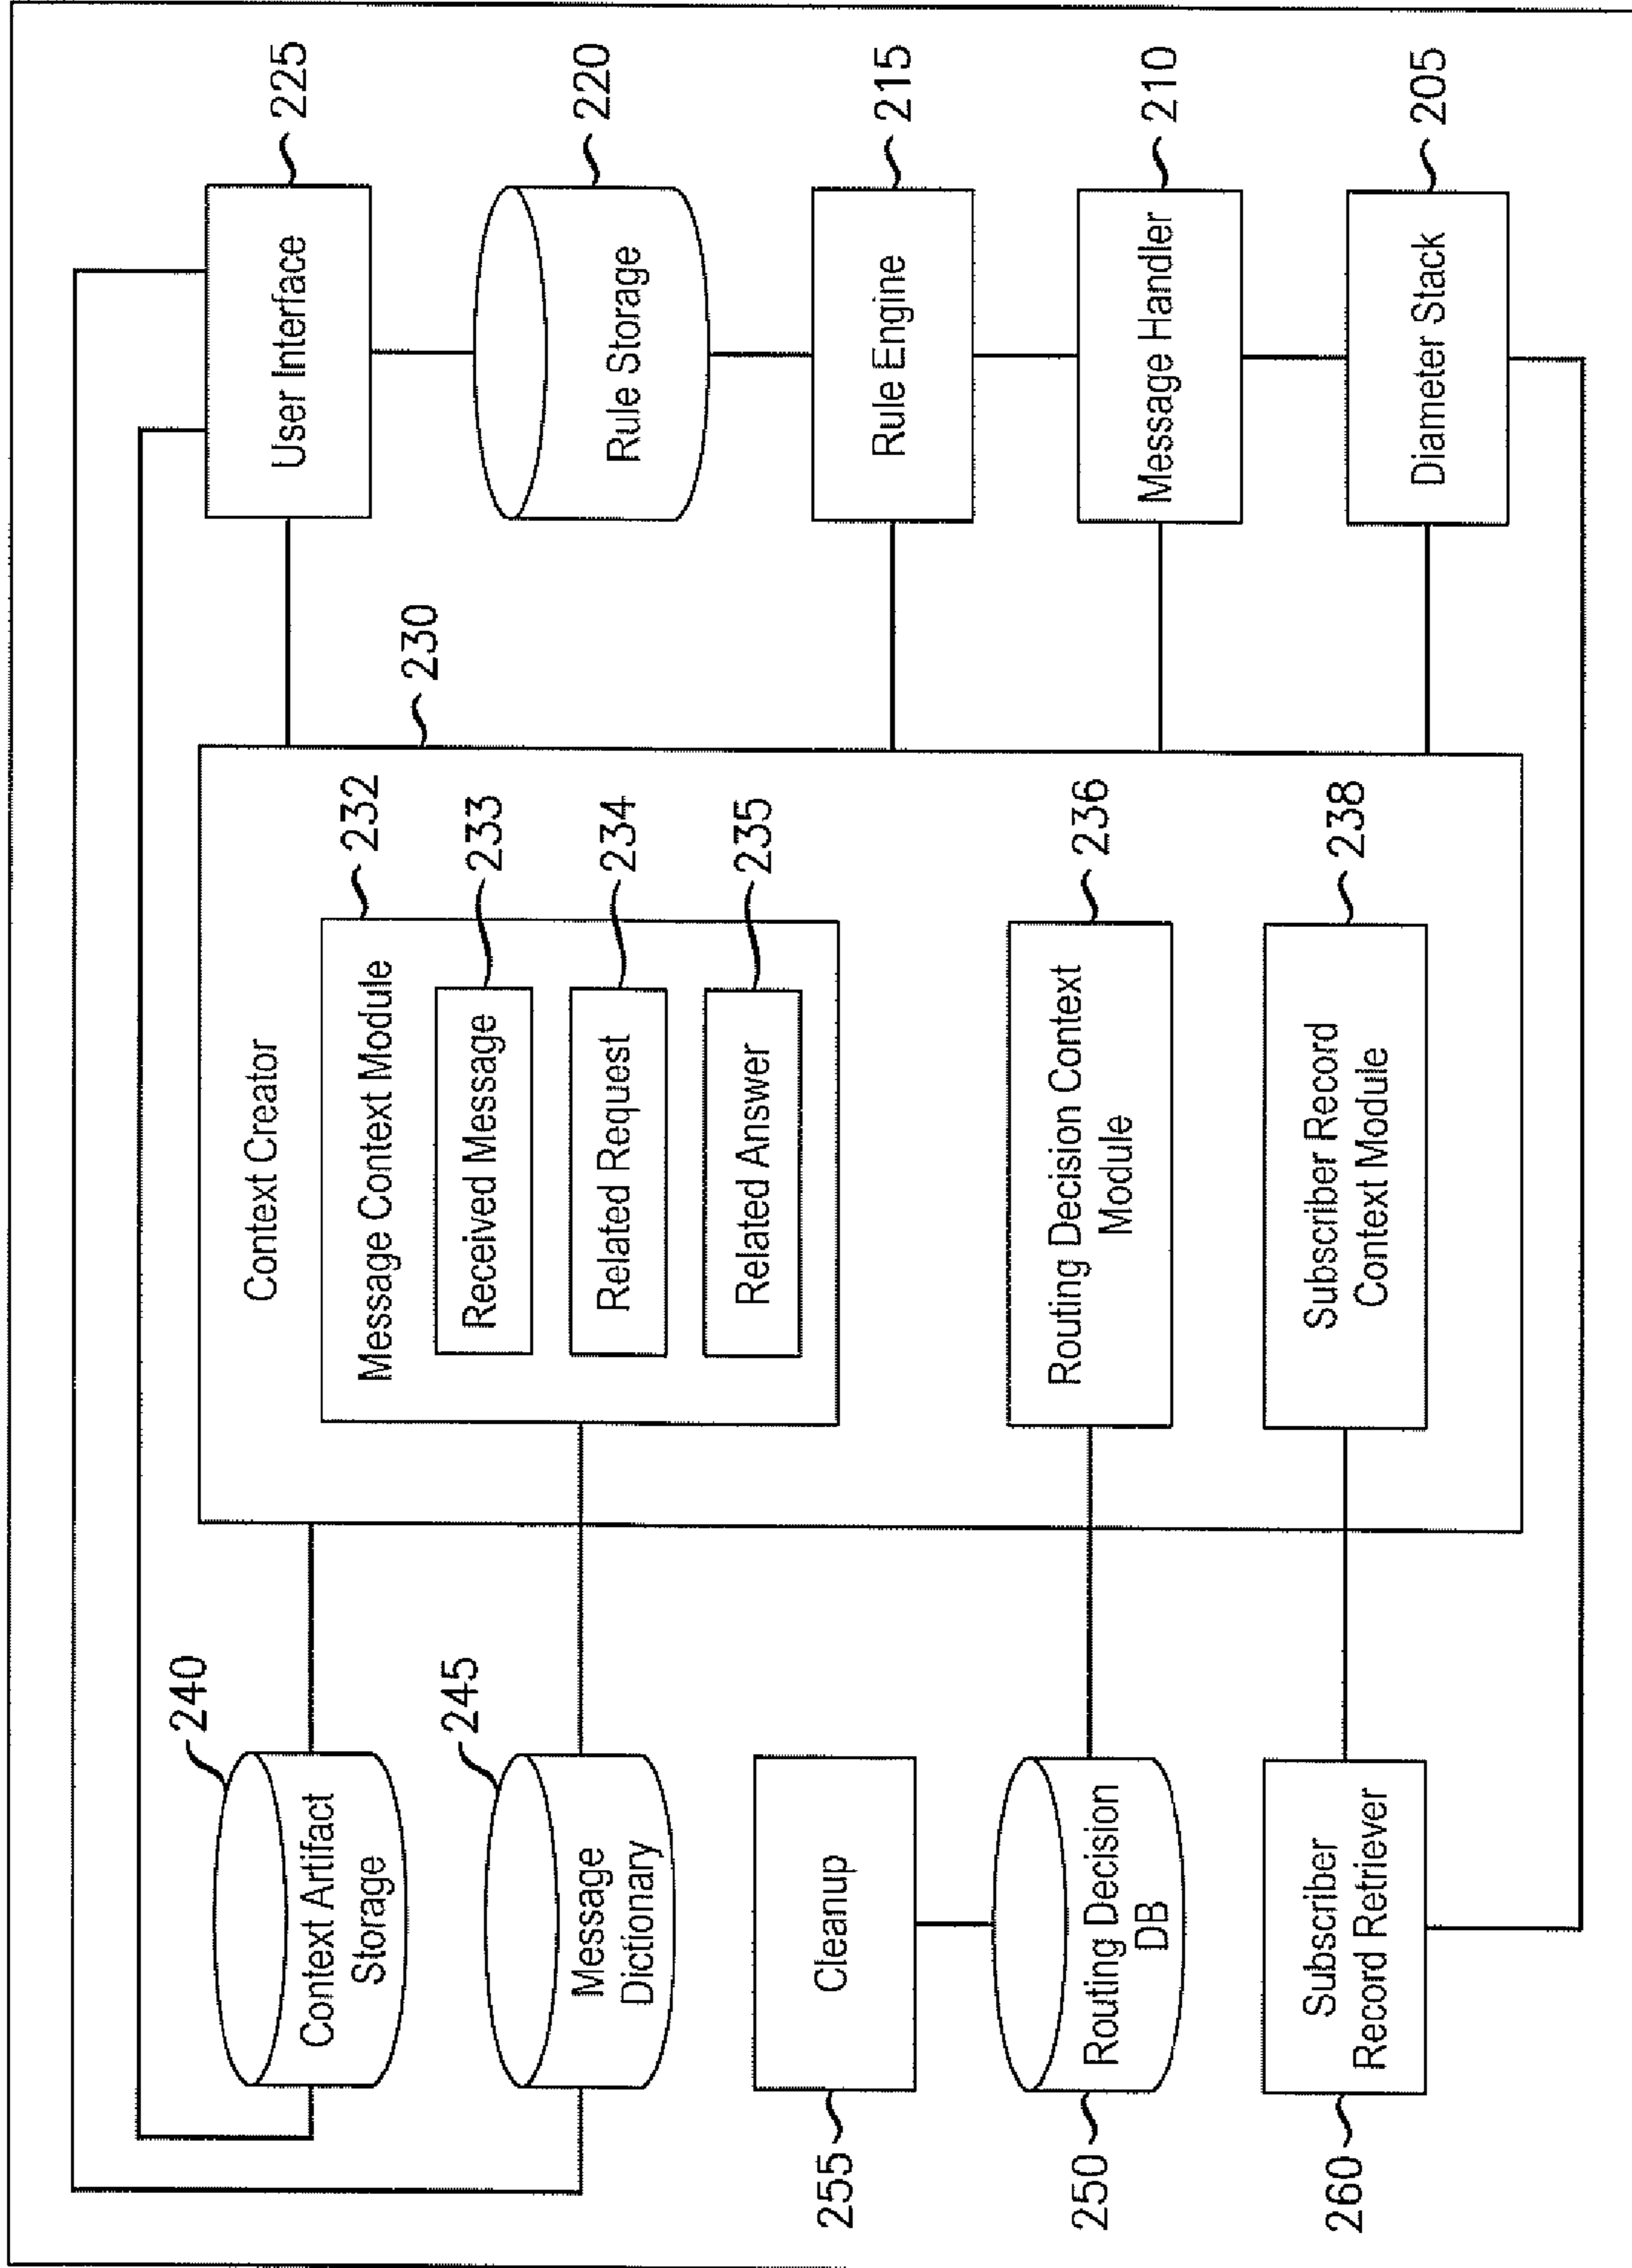 240
Context Artifact
Storage
245
Message
Dictionary
255
Cleanup
250
Routing Decision
DB
260
Subscriber
Record Retriever
230
Context Creator
232
Message Context Module
233
Received Message
234
Related Request
235
Related Answer
236
Routing Decision Context
Module
238
Subscriber Record
Context Module
225
User Interface
220
Rule Storage
215
Rule Engine
210
Message Handler
205
Diameter Stack